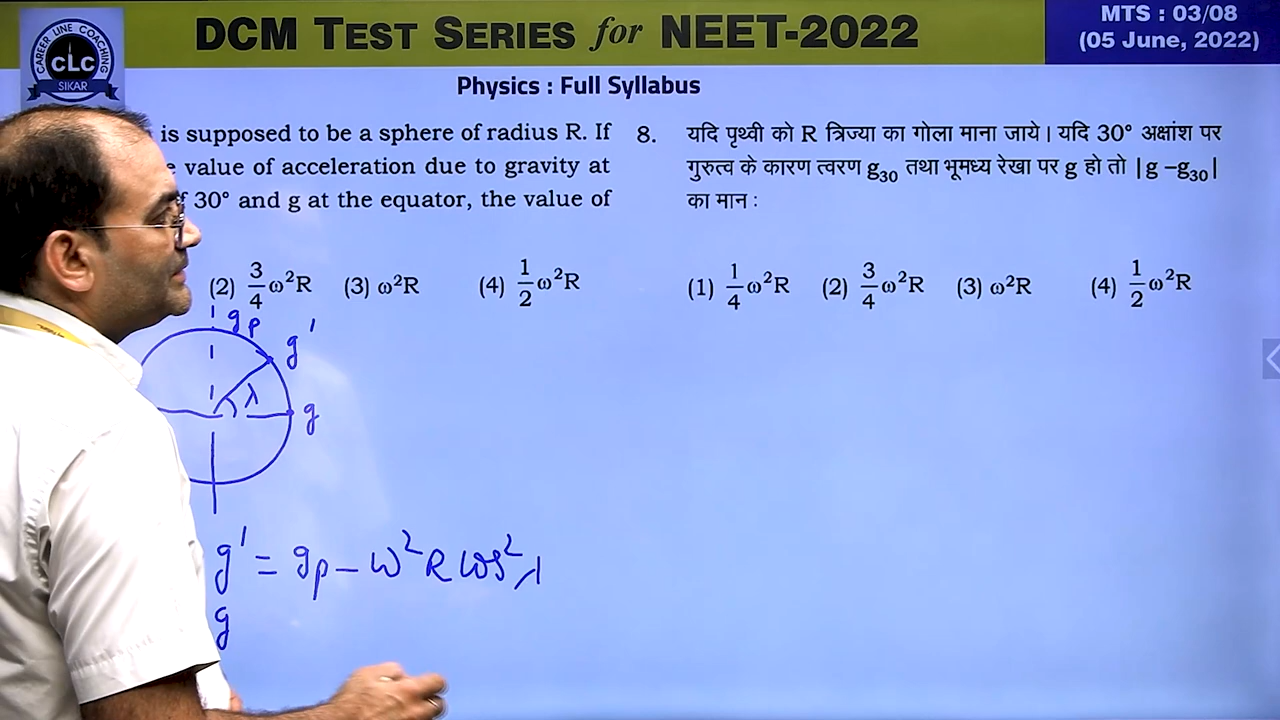 CAREER LINE COACHING
CLC
SIKAR
DCM TEST SERIES for NEET-2022
MTS : 03/08
(05 June, 2022)
Physics : Full Syllabus
is supposed to be a sphere of radius R. If
value of acceleration due to gravity at
30° and g at the equator, the value of
(2) 3/4 ω²R (3) ω²R (4) 1/2 ω²R
8. यदि पृथ्वी को R त्रिज्या का गोला माना जाये। यदि 30° अक्षांश पर
गुरुत्व के कारण त्वरण g₃₀ तथा भूमध्य रेखा पर g हो तो |g –g₃₀|
का मान :
(1) 1/4 ω²R (2) 3/4 ω²R (3) ω²R (4) 1/2 ω²R
gₚ
g'
λ
g
g' = gₚ – ω²R cos²λ
g